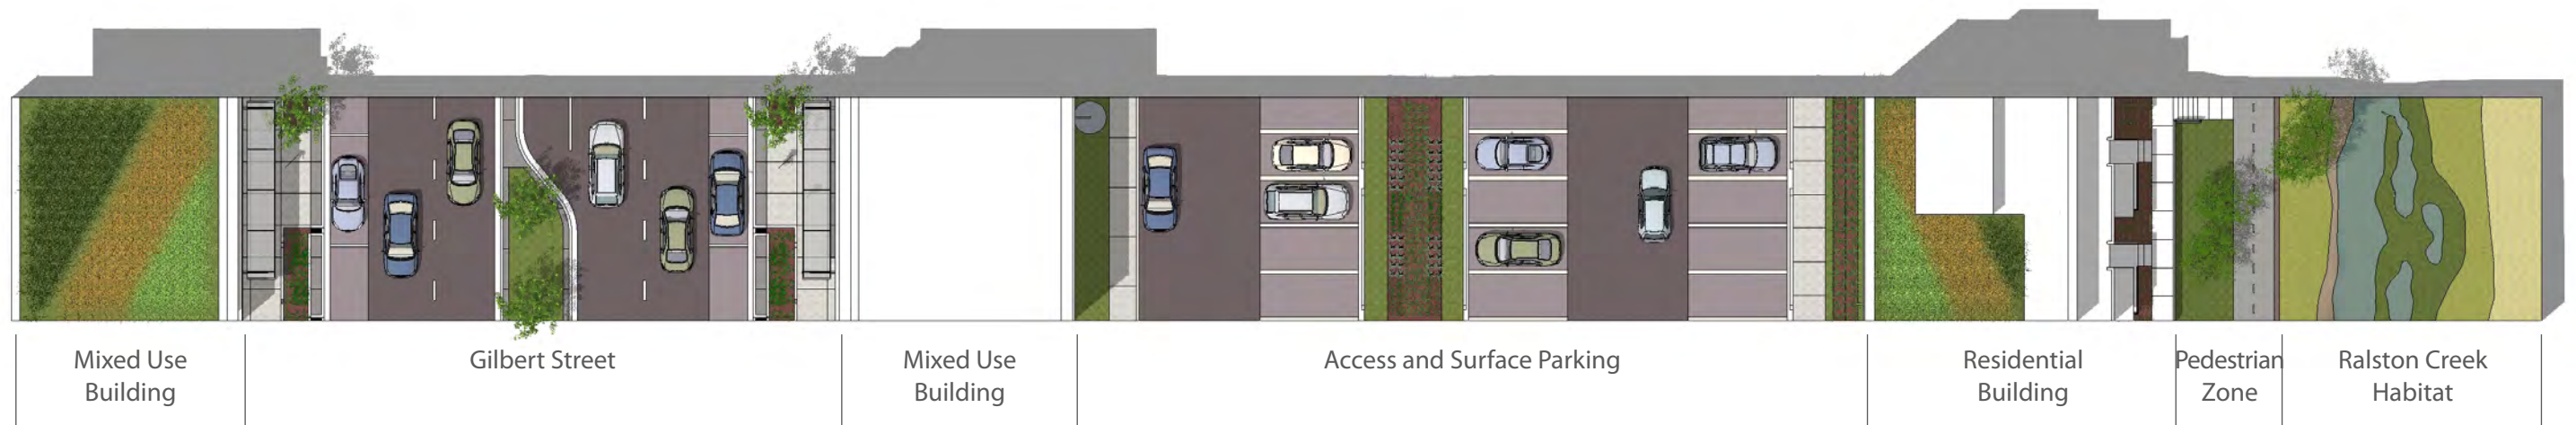 Mixed Use
Building
Gilbert Street
Mixed Use
Building
Access and Surface Parking
Residential
Building
Pedestrian
Zone
Ralston Creek
Habitat